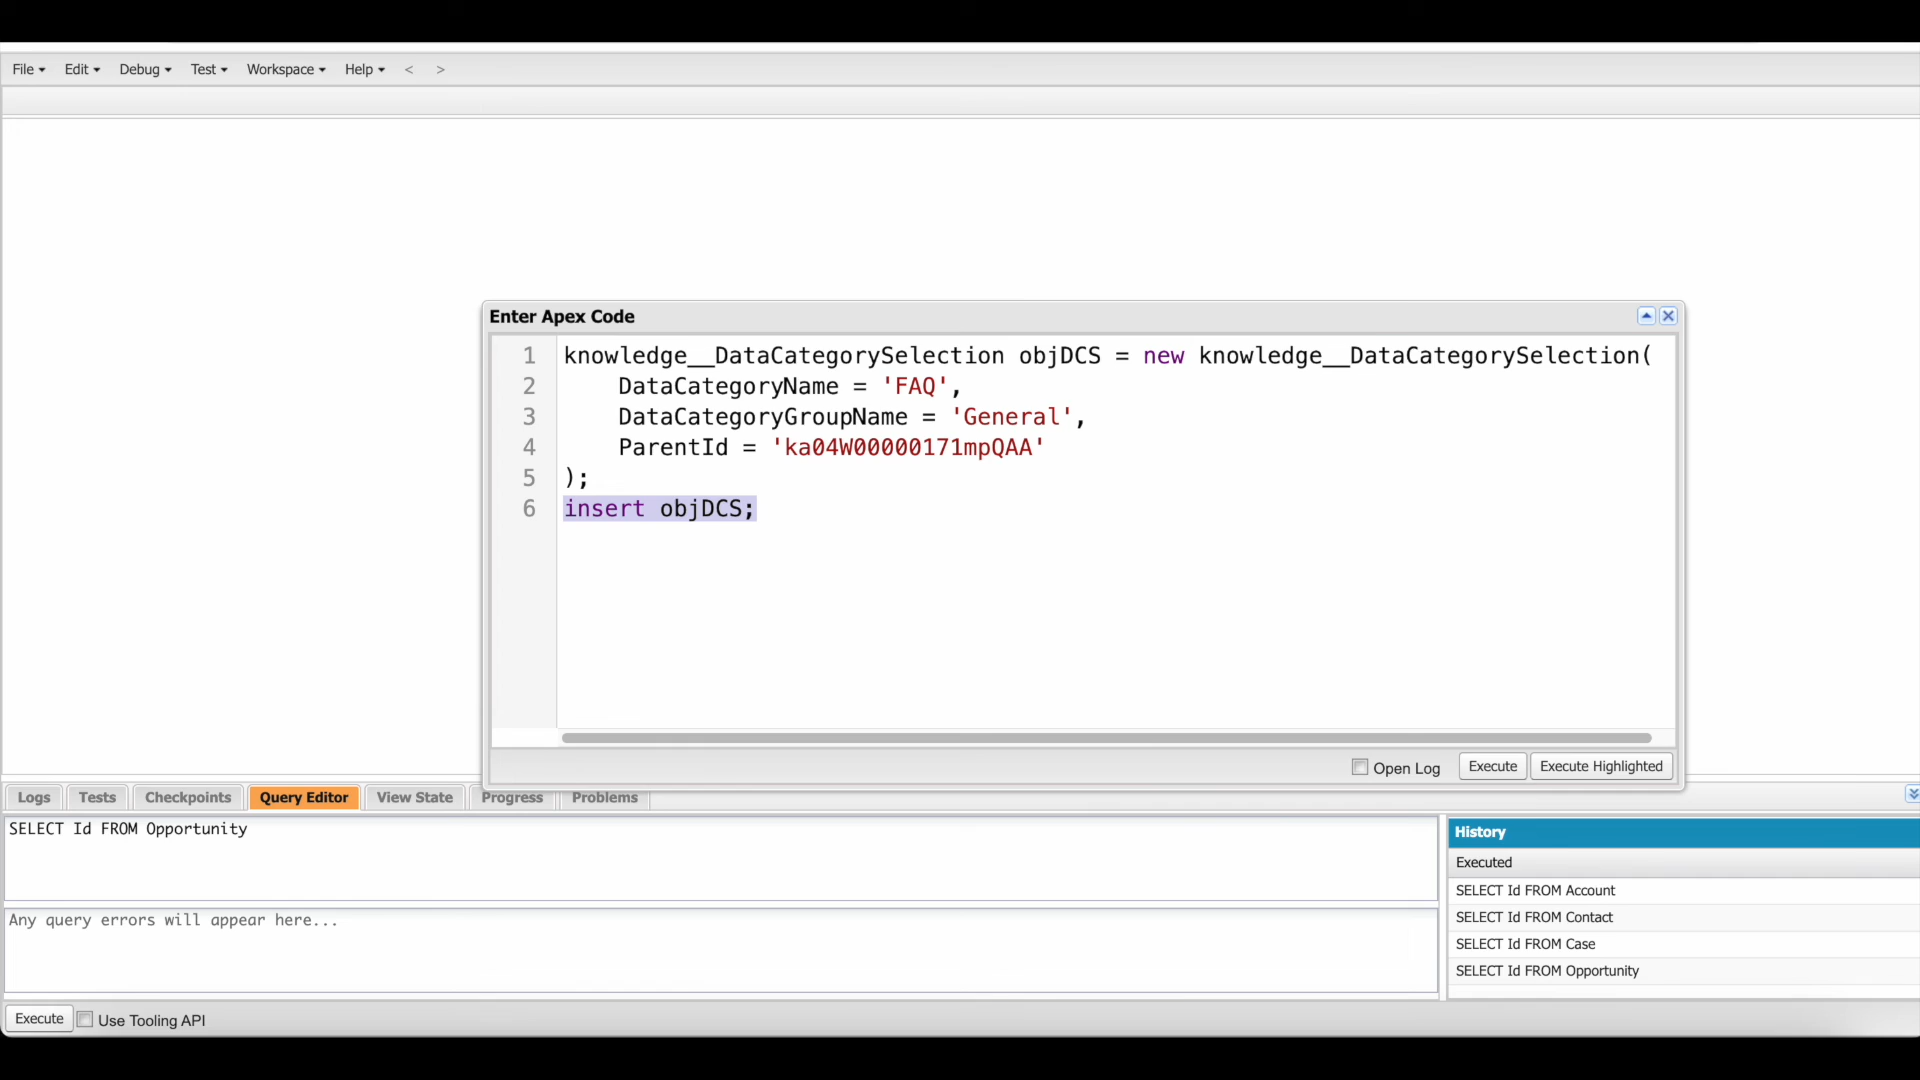 File Edit Debug Test Workspace Help < >
Enter Apex Code
1 knowledge__DataCategorySelection objDCS = new knowledge__DataCategorySelection(
2 DataCategoryName = 'FAQ',
3 DataCategoryGroupName = 'General',
4 ParentId = 'ka04W00000171mpQAA'
5 );
6 insert objDCS;
Open Log Execute Execute Highlighted
Logs Tests Checkpoints Query Editor View State Progress Problems
SELECT Id FROM Opportunity
Any query errors will appear here...
History
Executed
SELECT Id FROM Account
SELECT Id FROM Contact
SELECT Id FROM Case
SELECT Id FROM Opportunity
Execute Use Tooling API